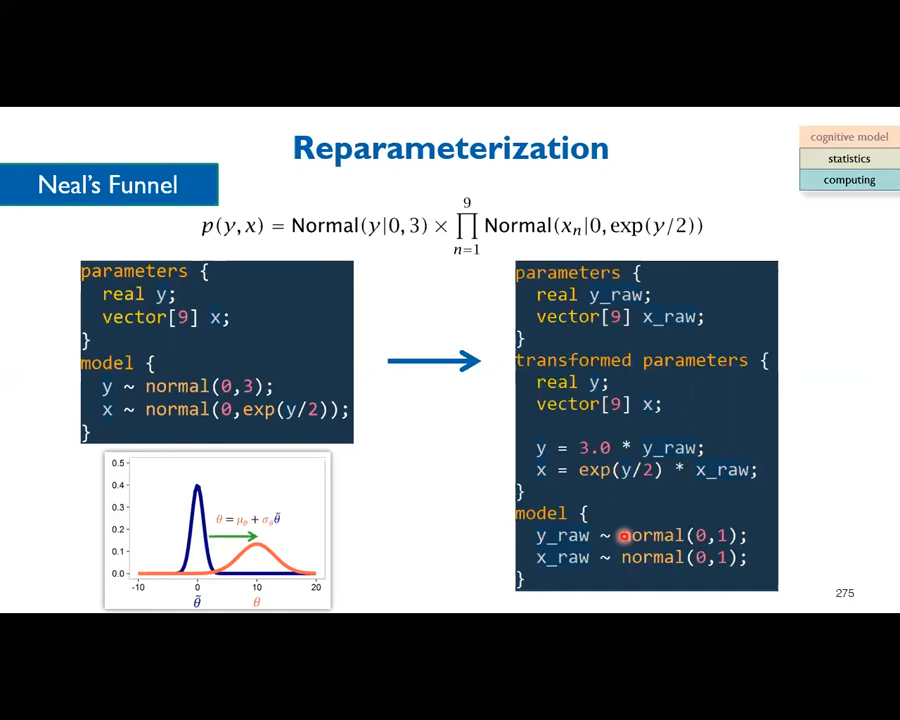 Reparameterization
cognitive model
statistics
computing
Neal's Funnel
p(y,x) = Normal(y|0,3) × ∏ₙ₌₁⁹ Normal(xₙ|0,exp(y/2))
parameters {
real y;
vector[9] x;
}
model {
y ~ normal(0,3);
x ~ normal(0,exp(y/2));
}
0.5
0.4
0.3
0.2
0.1
0.0
θ = μ_θ + σ_θ θ̃
-10 0 10 20
θ̃ θ
parameters {
real y_raw;
vector[9] x_raw;
}
transformed parameters {
real y;
vector[9] x;
y = 3.0 * y_raw;
x = exp(y/2) * x_raw;
}
model {
y_raw ~ normal(0,1);
x_raw ~ normal(0,1);
}
275